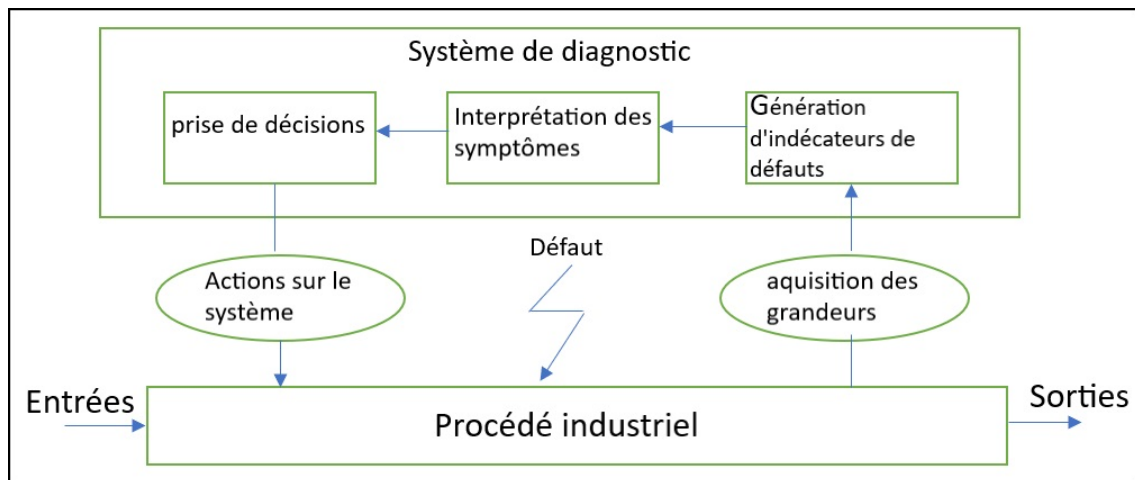 Système de diagnostic
prise de décisions
Interprétation des
symptômes
Génération
d'indécateurs de
défauts
Défaut
Actions sur le
système
aquisition des
grandeurs
Entrées
Procédé industriel
Sorties